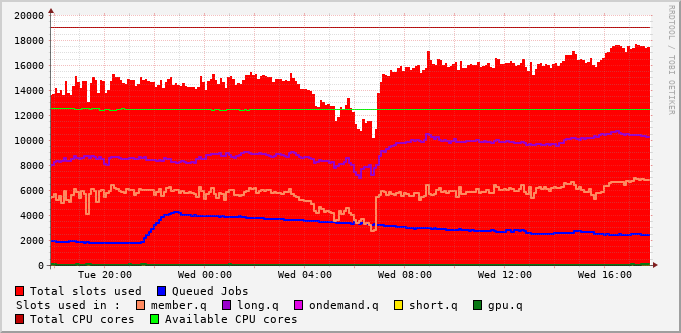 20000
18000
16000
14000
12000
10000
8000
6000
4000
2000
0
Tue 20:00 Wed 00:00 Wed 04:00 Wed 08:00 Wed 12:00 Wed 16:00
Total slots used Queued Jobs
Slots used in : member.q long.q ondemand.q short.q gpu.q
Total CPU cores Available CPU cores
RRDTOOL / TOBI OETIKER